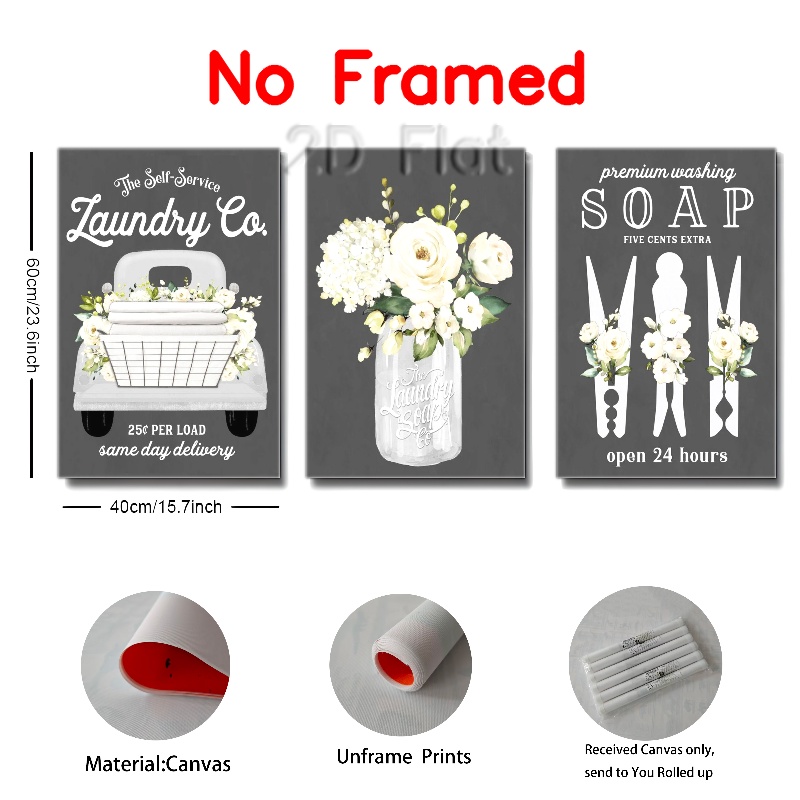 No Framed
2D Flat
The Self-Service
Laundry Co.
25¢ PER LOAD
same day delivery
The
Laundry
Soap
Co
premium washing
SOAP
FIVE CENTS EXTRA
open 24 hours
60cm/23.6inch
40cm/15.7inch
Material:Canvas
Unframe Prints
Received Canvas only,
send to You Rolled up